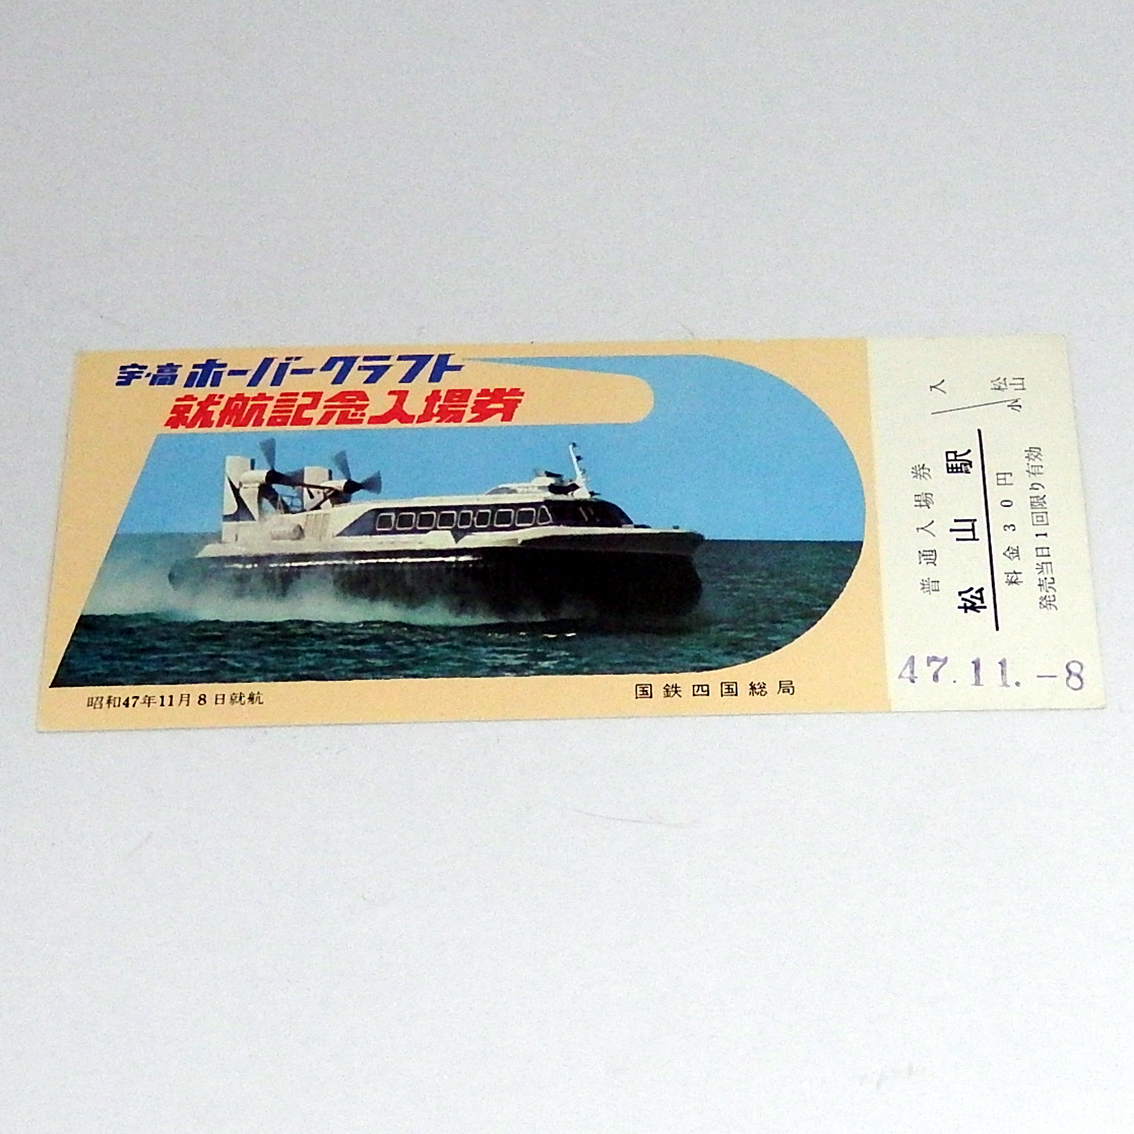 宇・高 ホーバークラフト
就航記念入場券
昭和47年11月8日就航
国鉄四国総局
普通入場券
松山駅
料金30円
発売当日1回限り有効
入
小
松山
47.11.-8